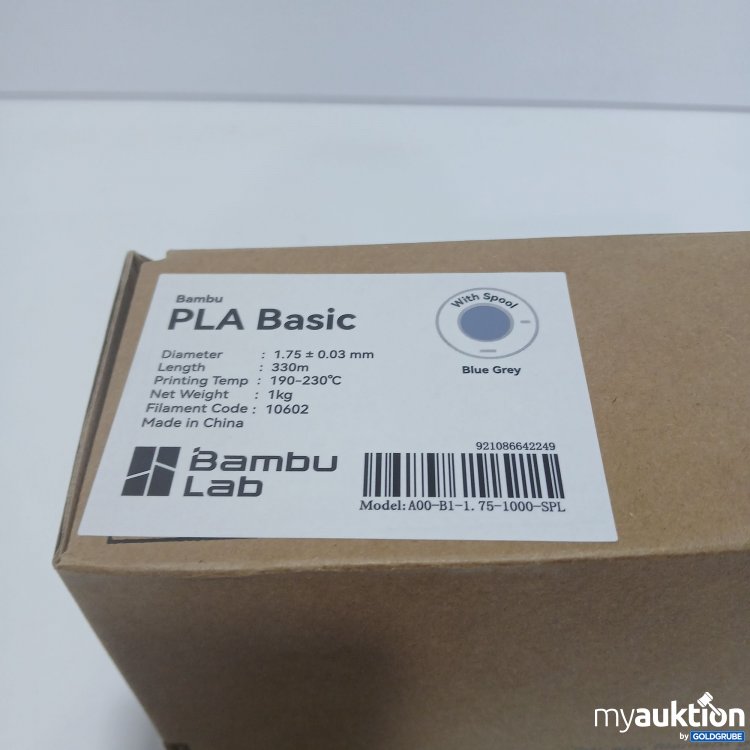 Bambu
PLA Basic
With Spool
Blue Grey
Diameter : 1.75 ± 0.03 mm
Length : 330m
Printing Temp : 190-230℃
Net Weight : 1kg
Filament Code : 10602
Made in China
Bambu
Lab
921086642249
Model:A00-B1-1.75-1000-SPL
myauktion
by GOLDGRUBE